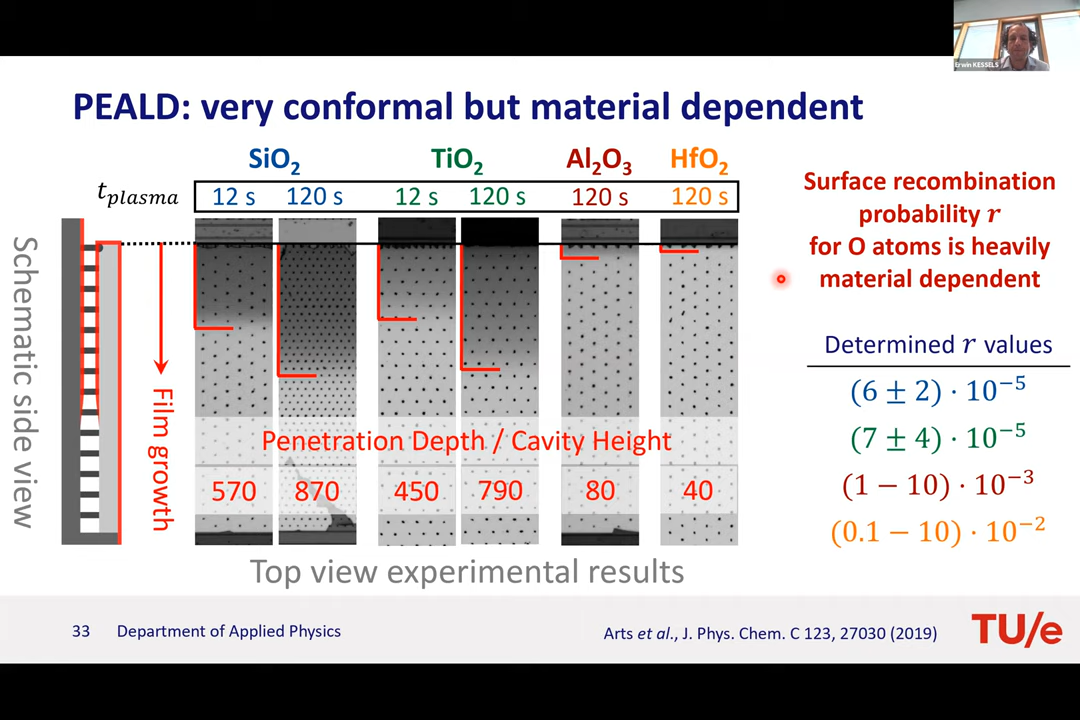 Erwin KESSELS
PEALD: very conformal but material dependent
SiO₂ TiO₂ Al₂O₃ HfO₂
t_plasma 12 s 120 s 12 s 120 s 120 s 120 s
Schematic side view
Film growth
Penetration Depth / Cavity Height
570 870 450 790 80 40
Top view experimental results
Surface recombination
probability r
for O atoms is heavily
material dependent
Determined r values
(6 ± 2) · 10⁻⁵
(7 ± 4) · 10⁻⁵
(1 − 10) · 10⁻³
(0.1 − 10) · 10⁻²
33 Department of Applied Physics
Arts et al., J. Phys. Chem. C 123, 27030 (2019)
TU/e